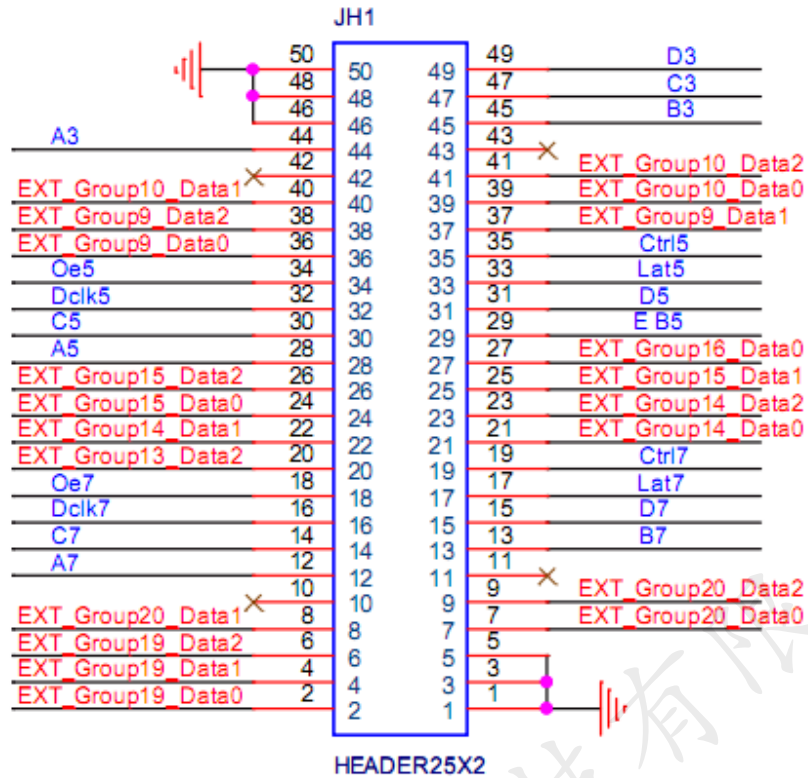 JH1
50 50 49 49 D3
48 48 47 47 C3
46 46 45 45 B3
A3 44 44 43 43
42 42 41 41 EXT_Group10_Data2
EXT_Group10_Data1 40 40 39 39 EXT_Group10_Data0
EXT_Group9_Data2 38 38 37 37 EXT_Group9_Data1
EXT_Group9_Data0 36 36 35 35 Ctrl5
Oe5 34 34 33 33 Lat5
Dclk5 32 32 31 31 D5
C5 30 30 29 29 E B5
A5 28 28 27 27 EXT_Group16_Data0
EXT_Group15_Data2 26 26 25 25 EXT_Group15_Data1
EXT_Group15_Data0 24 24 23 23 EXT_Group14_Data2
EXT_Group14_Data1 22 22 21 21 EXT_Group14_Data0
EXT_Group13_Data2 20 20 19 19 Ctrl7
Oe7 18 18 17 17 Lat7
Dclk7 16 16 15 15 D7
C7 14 14 13 13 B7
A7 12 12 11 11
10 10 9 9 EXT_Group20_Data2
EXT_Group20_Data1 8 8 7 7 EXT_Group20_Data0
EXT_Group19_Data2 6 6 5 5
EXT_Group19_Data1 4 4 3 3
EXT_Group19_Data0 2 2 1 1
HEADER25X2
有限